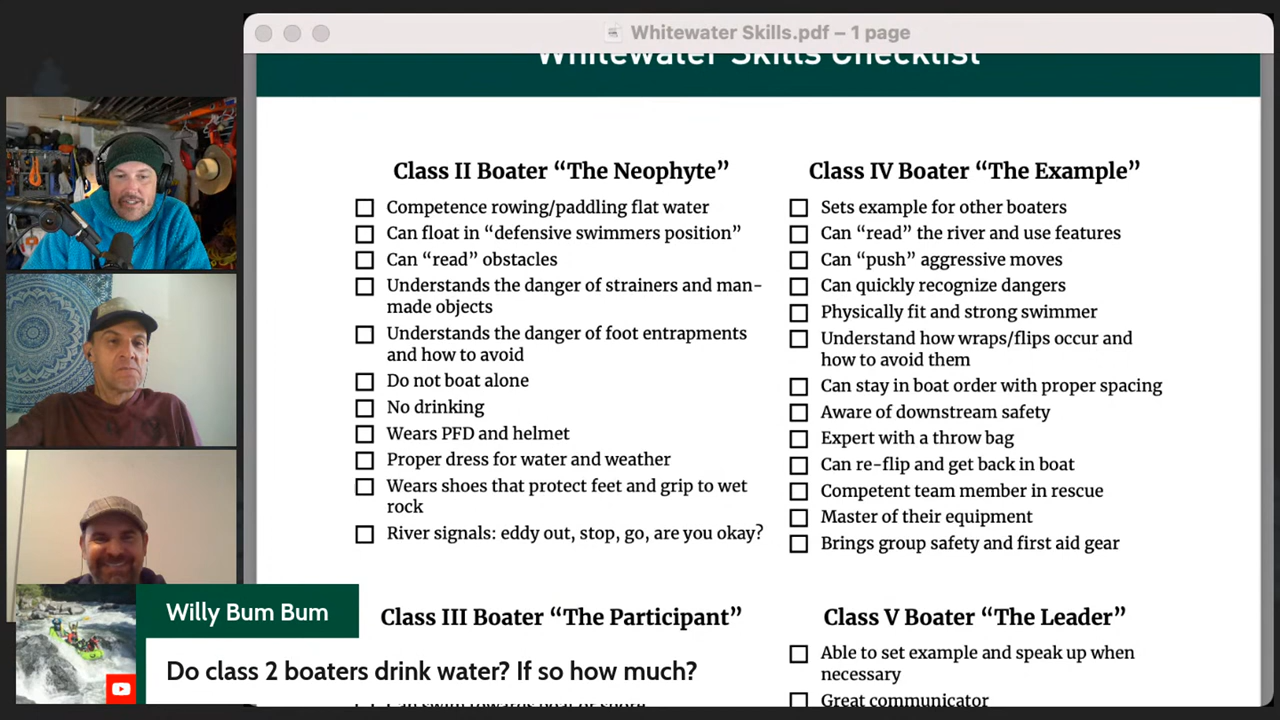 Whitewater Skills.pdf – 1 page
Whitewater Skills Checklist
Class II Boater “The Neophyte”
Competence rowing/paddling flat water
Can float in “defensive swimmers position”
Can “read” obstacles
Understands the danger of strainers and man-
made objects
Understands the danger of foot entrapments
and how to avoid
Do not boat alone
No drinking
Wears PFD and helmet
Proper dress for water and weather
Wears shoes that protect feet and grip to wet
rock
River signals: eddy out, stop, go, are you okay?
Class III Boater “The Participant”
Can swim towards boat or shore
Class IV Boater “The Example”
Sets example for other boaters
Can “read” the river and use features
Can “push” aggressive moves
Can quickly recognize dangers
Physically fit and strong swimmer
Understand how wraps/flips occur and
how to avoid them
Can stay in boat order with proper spacing
Aware of downstream safety
Expert with a throw bag
Can re-flip and get back in boat
Competent team member in rescue
Master of their equipment
Brings group safety and first aid gear
Class V Boater “The Leader”
Able to set example and speak up when
necessary
Great communicator
Willy Bum Bum
Do class 2 boaters drink water? If so how much?